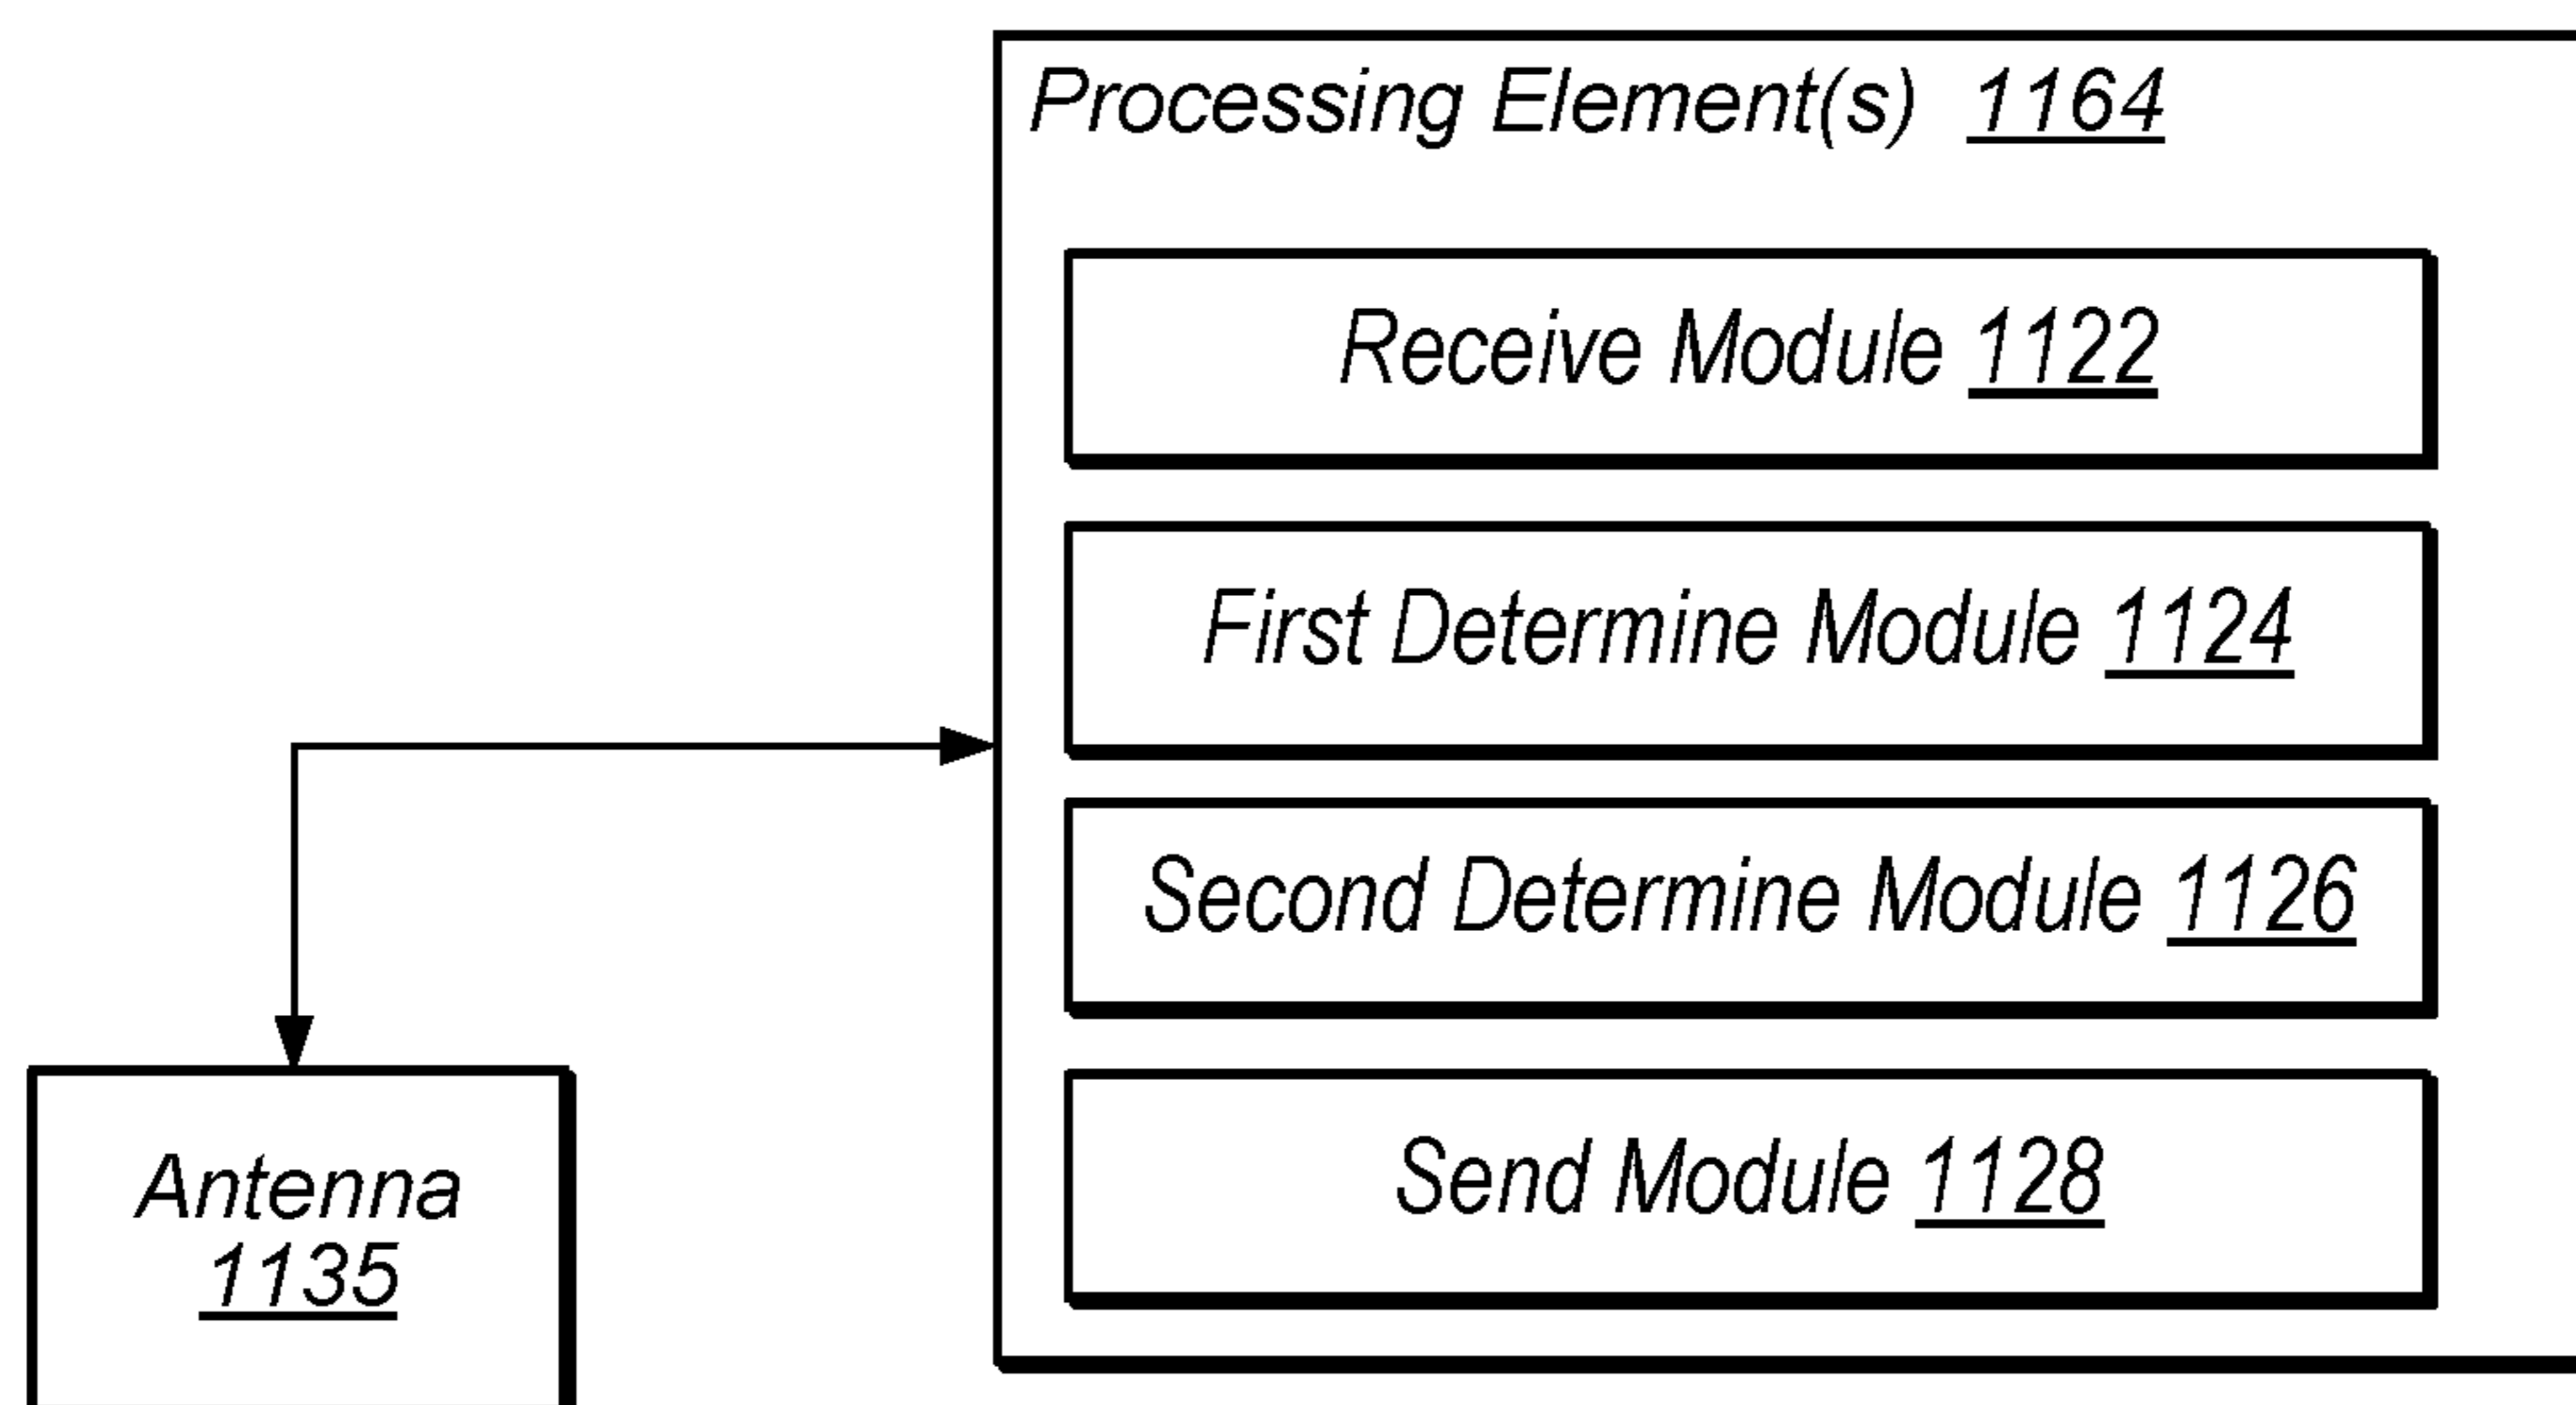 Processing Element(s) 1164
Receive Module 1122
First Determine Module 1124
Second Determine Module 1126
Send Module 1128
Antenna
1135